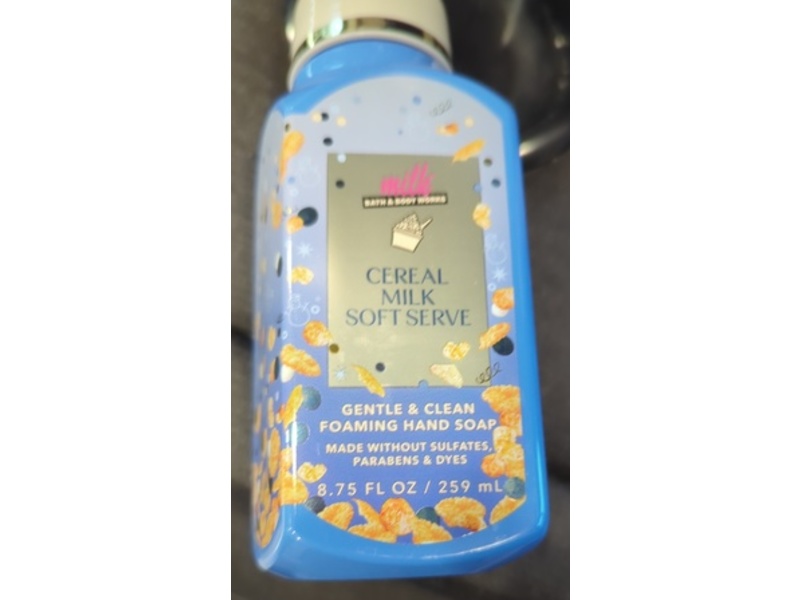 milk
BATH & BODY WORKS
CEREAL
MILK
SOFT SERVE
GENTLE & CLEAN
FOAMING HAND SOAP
MADE WITHOUT SULFATES,
PARABENS & DYES
8.75 FL OZ / 259 mL